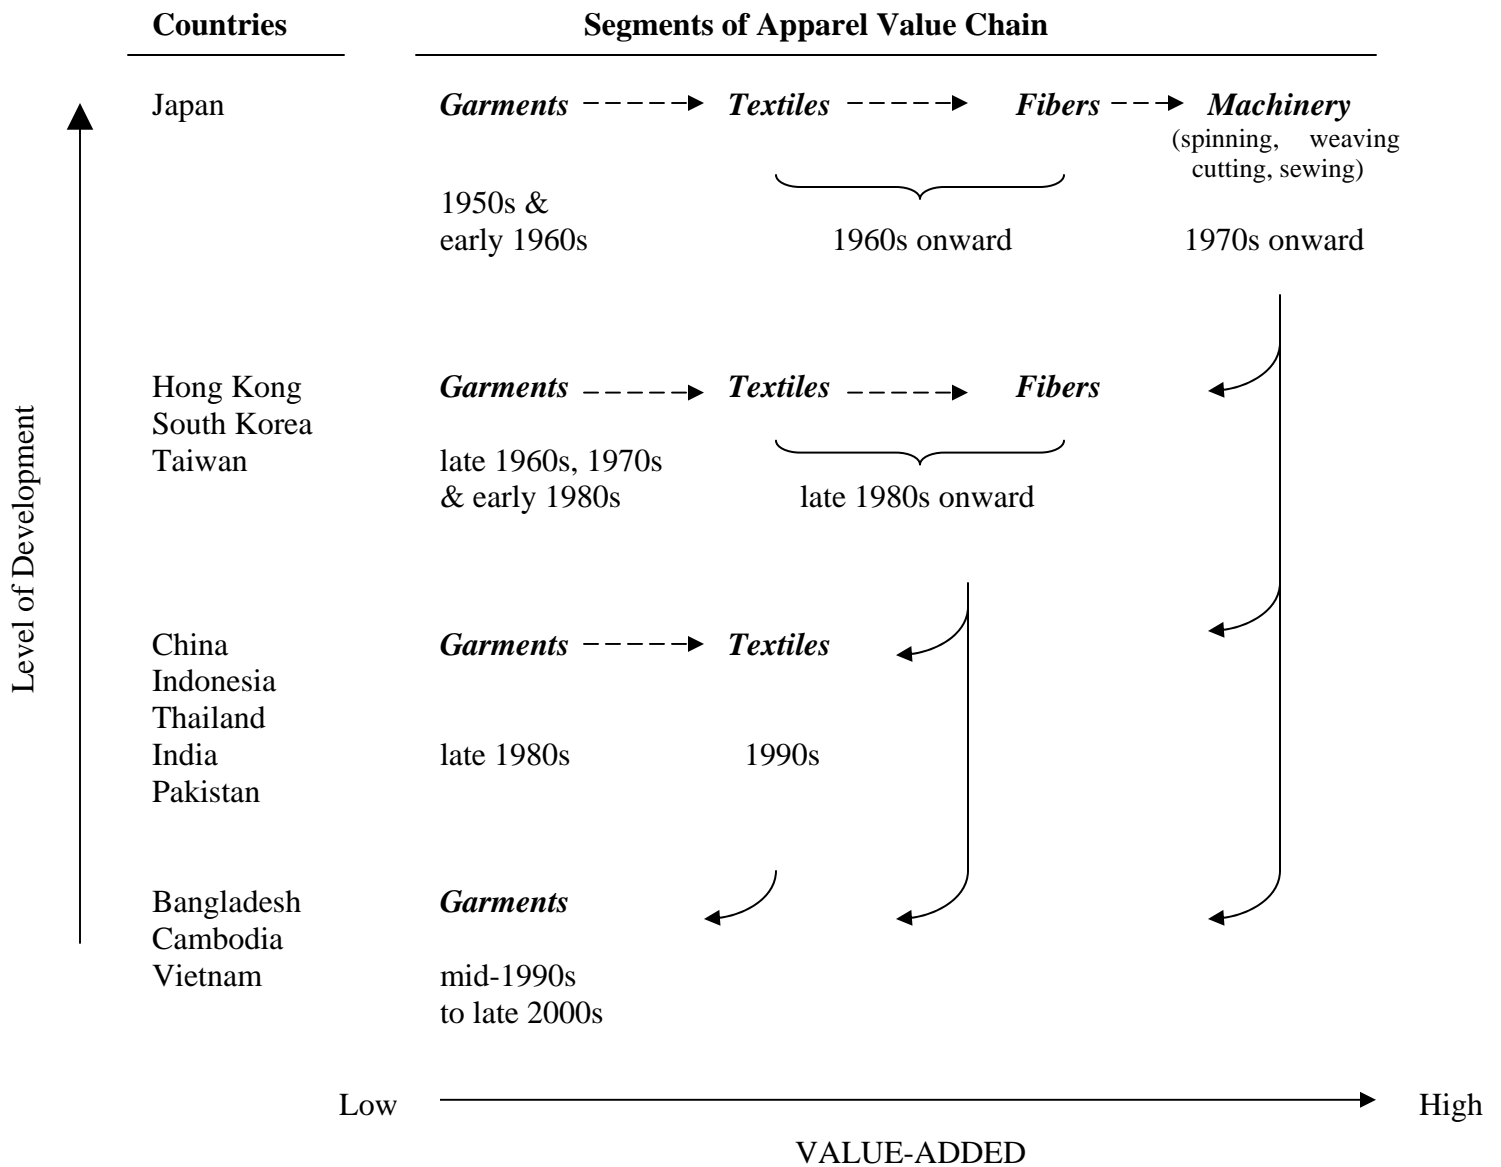 Countries Segments of Apparel Value Chain
Japan Garments Textiles Fibers Machinery
(spinning, weaving
cutting, sewing)
1950s &
early 1960s 1960s onward 1970s onward
Hong Kong Garments Textiles Fibers
South Korea
Taiwan late 1960s, 1970s
& early 1980s late 1980s onward
Level of Development
China Garments Textiles
Indonesia
Thailand
India late 1980s 1990s
Pakistan
Bangladesh Garments
Cambodia
Vietnam mid-1990s
to late 2000s
Low High
VALUE-ADDED